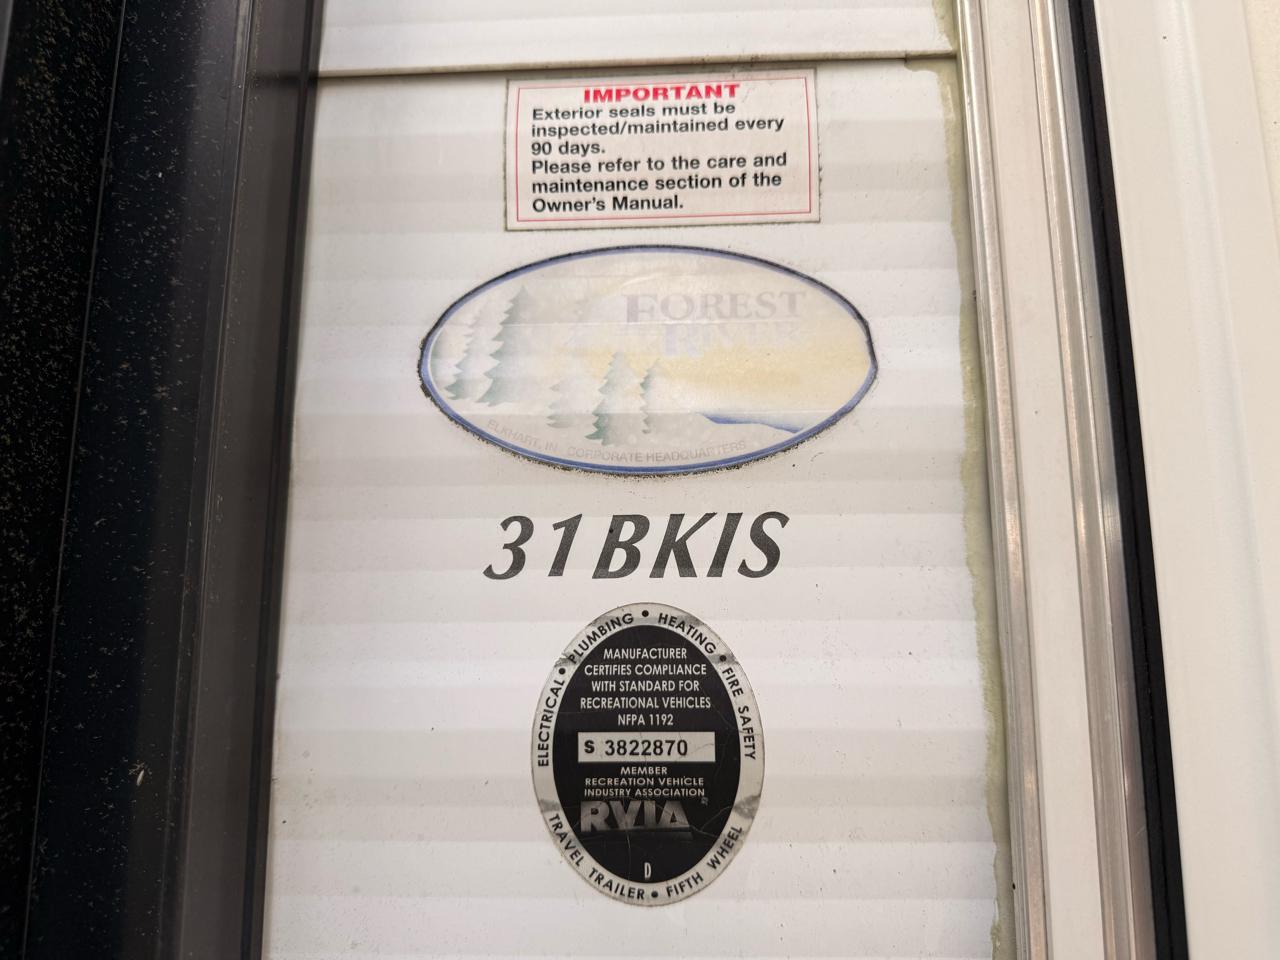 IMPORTANT
Exterior seals must be
inspected/maintained every
90 days.
Please refer to the care and
maintenance section of the
Owner's Manual.
FOREST
RIVER
ELKHART, IN CORPORATE HEADQUARTERS
31BKIS
ELECTRICAL • PLUMBING • HEATING • FIRE SAFETY
MANUFACTURER
CERTIFIES COMPLIANCE
WITH STANDARD FOR
RECREATIONAL VEHICLES
NFPA 1192
S 3822870
MEMBER
RECREATION VEHICLE
INDUSTRY ASSOCIATION
RVIA®
D
TRAVEL TRAILER • FIFTH WHEEL